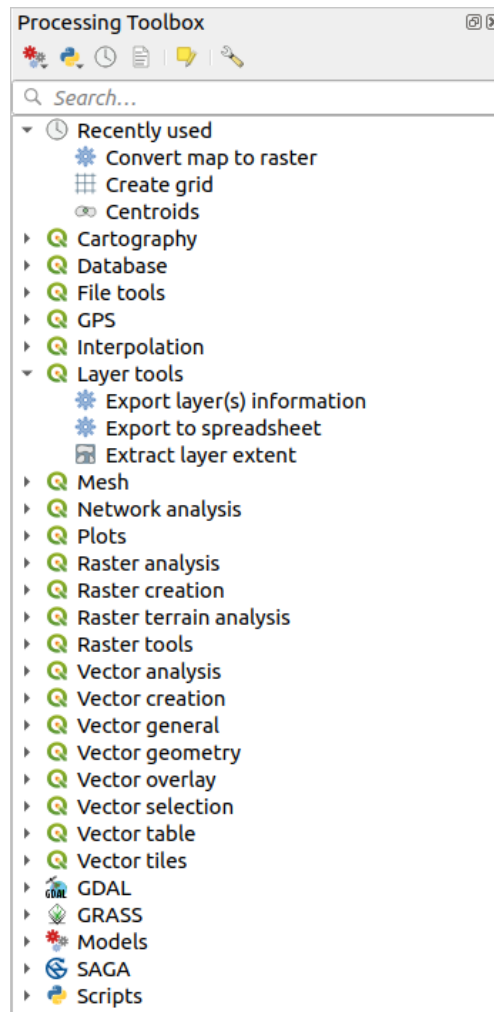 Processing Toolbox
Search...
Recently used
Convert map to raster
Create grid
Centroids
Cartography
Database
File tools
GPS
Interpolation
Layer tools
Export layer(s) information
Export to spreadsheet
Extract layer extent
Mesh
Network analysis
Plots
Raster analysis
Raster creation
Raster terrain analysis
Raster tools
Vector analysis
Vector creation
Vector general
Vector geometry
Vector overlay
Vector selection
Vector table
Vector tiles
GDAL GDAL
GRASS
Models
SAGA
Scripts